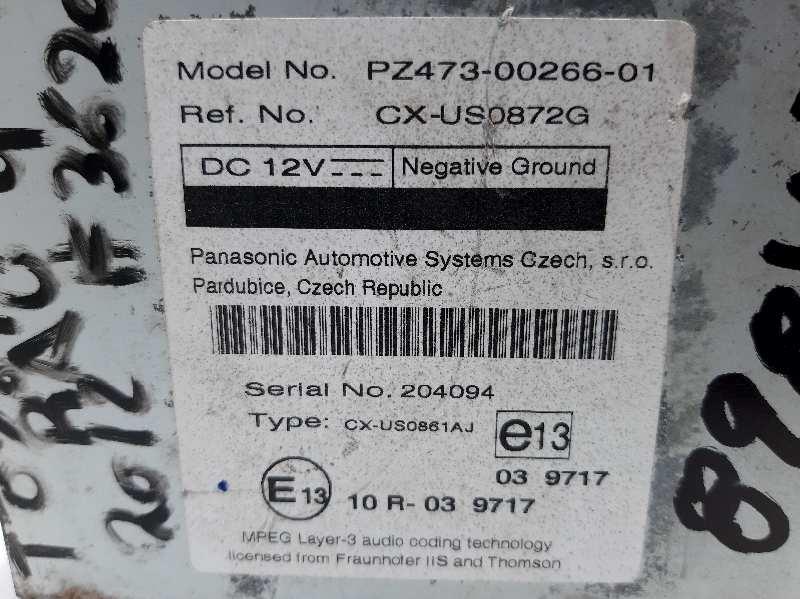 Model No. PZ473-00266-01
Ref. No. CX-US0872G
DC 12V Negative Ground
Panasonic Automotive Systems Czech, s.r.o.
Pardubice, Czech Republic
Serial No. 204094
Type: CX-US0861AJ e13
03 9717
E13 10 R- 03 9717
MPEG Layer-3 audio coding technology
licensed from Fraunhofer IIS and Thomson
2012